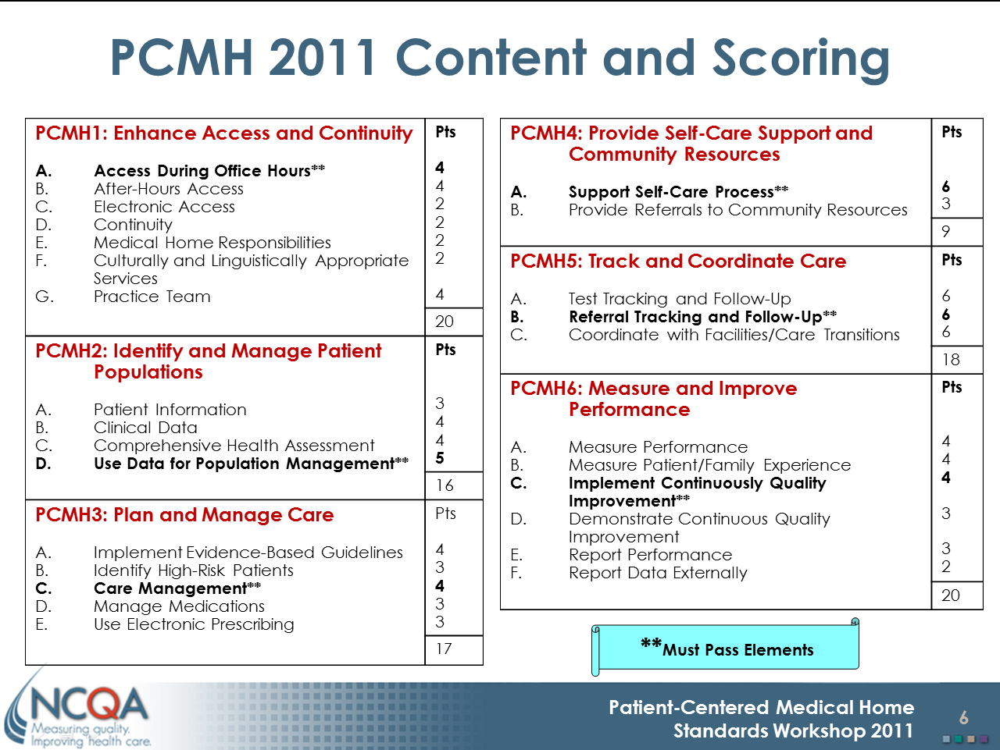 PCMH 2011 Content and Scoring
PCMH1: Enhance Access and Continuity Pts
A. Access During Office Hours** 4
B. After-Hours Access 4
C. Electronic Access 2
D. Continuity 2
E. Medical Home Responsibilities 2
F. Culturally and Linguistically Appropriate 2
Services
G. Practice Team 4
20
PCMH2: Identify and Manage Patient Pts
Populations
A. Patient Information 3
B. Clinical Data 4
C. Comprehensive Health Assessment 4
D. Use Data for Population Management** 5
16
PCMH3: Plan and Manage Care Pts
A. Implement Evidence-Based Guidelines 4
B. Identify High-Risk Patients 3
C. Care Management** 4
D. Manage Medications 3
E. Use Electronic Prescribing 3
17
PCMH4: Provide Self-Care Support and Pts
Community Resources
A. Support Self-Care Process** 6
B. Provide Referrals to Community Resources 3
9
PCMH5: Track and Coordinate Care Pts
A. Test Tracking and Follow-Up 6
B. Referral Tracking and Follow-Up** 6
C. Coordinate with Facilities/Care Transitions 6
18
PCMH6: Measure and Improve Pts
Performance
A. Measure Performance 4
B. Measure Patient/Family Experience 4
C. Implement Continuously Quality 4
Improvement**
D. Demonstrate Continuous Quality 3
Improvement
E. Report Performance 3
F. Report Data Externally 2
20
**Must Pass Elements
NCQA
Measuring quality.
Improving health care.
Patient-Centered Medical Home
Standards Workshop 2011
6